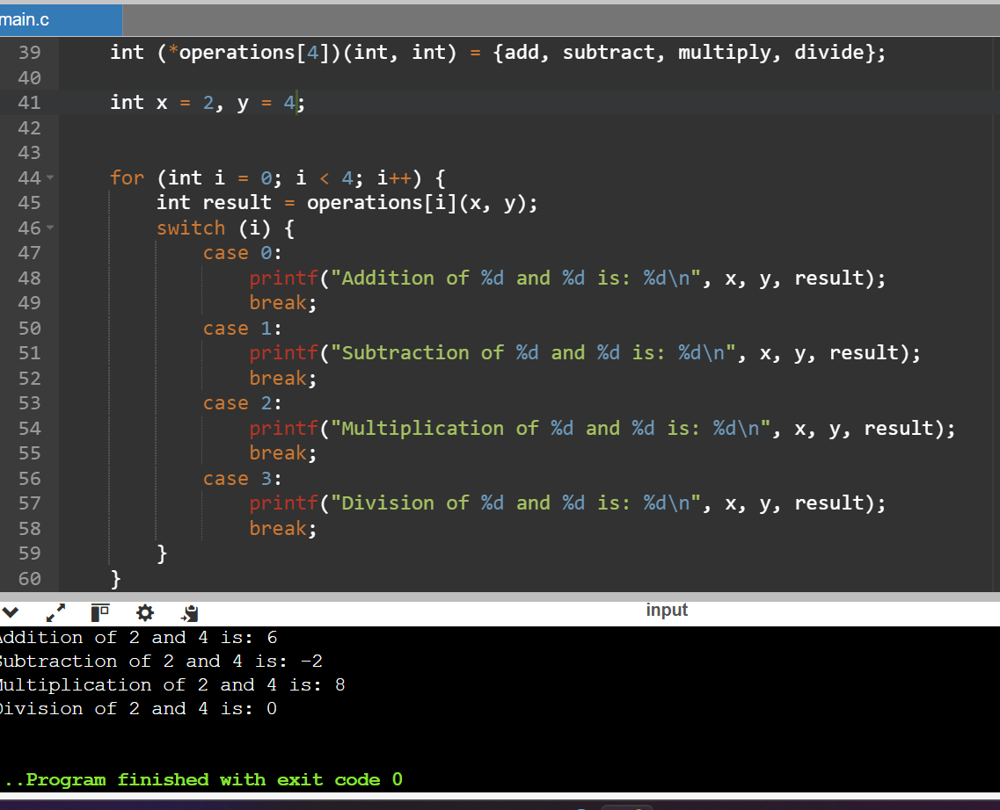 main.c
39 int (*operations[4])(int, int) = {add, subtract, multiply, divide};
40
41 int x = 2, y = 4;
42
43
44 for (int i = 0; i < 4; i++) {
45 int result = operations[i](x, y);
46 switch (i) {
47 case 0:
48 printf("Addition of %d and %d is: %d\n", x, y, result);
49 break;
50 case 1:
51 printf("Subtraction of %d and %d is: %d\n", x, y, result);
52 break;
53 case 2:
54 printf("Multiplication of %d and %d is: %d\n", x, y, result);
55 break;
56 case 3:
57 printf("Division of %d and %d is: %d\n", x, y, result);
58 break;
59 }
60 }
input
Addition of 2 and 4 is: 6
Subtraction of 2 and 4 is: -2
Multiplication of 2 and 4 is: 8
Division of 2 and 4 is: 0
..Program finished with exit code 0